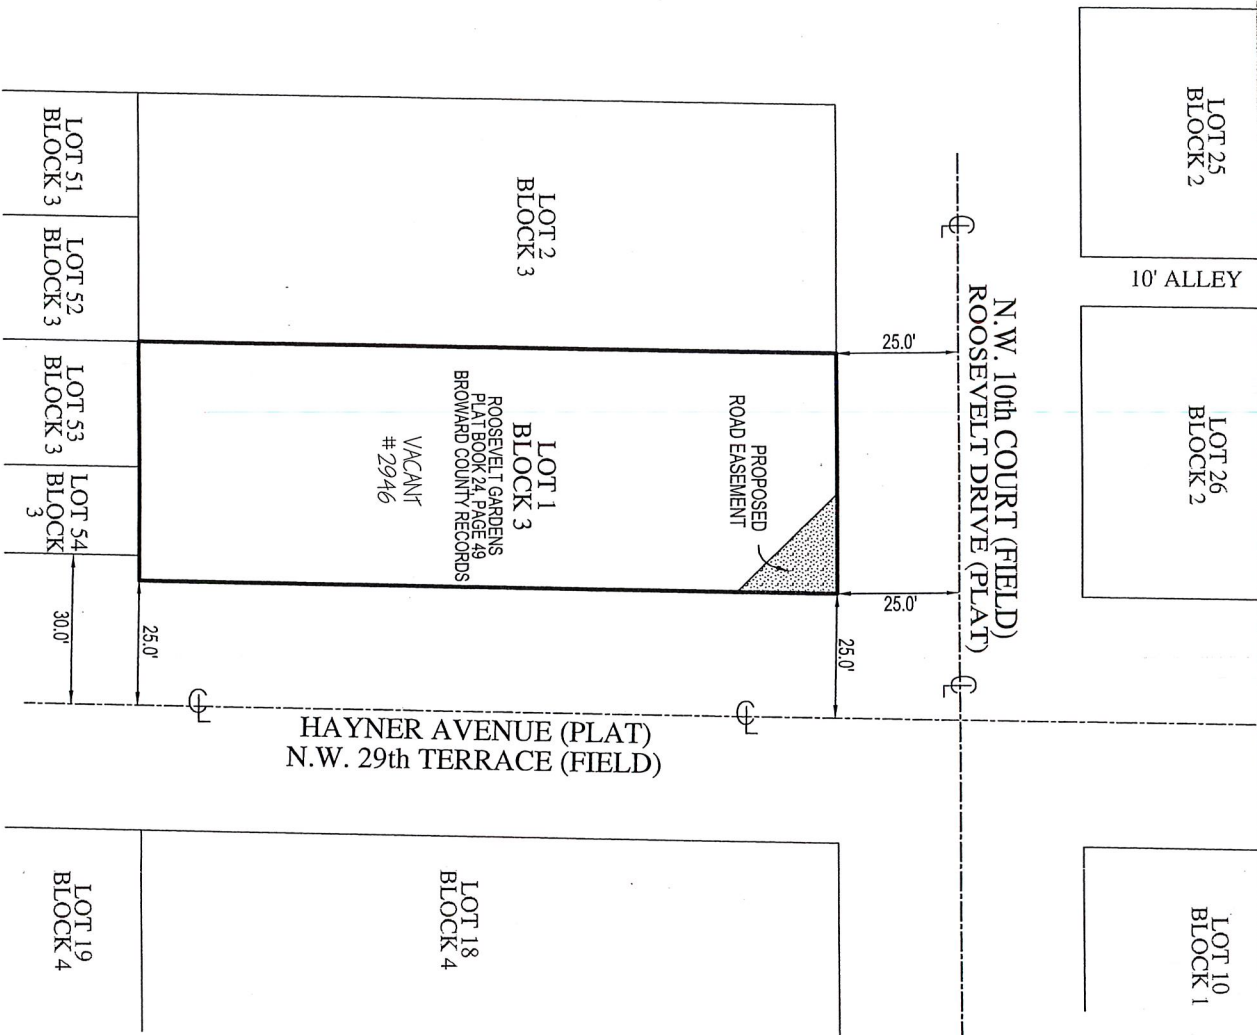 LOT 25
BLOCK 2
10' ALLEY
LOT 26
BLOCK 2
LOT 10
BLOCK 1
N.W. 10th COURT (FIELD)
ROOSEVELT DRIVE (PLAT)
℄
℄
25.0'
25.0'
25.0'
PROPOSED
ROAD EASEMENT
LOT 2
BLOCK 3
LOT 1
BLOCK 3
ROOSEVELT GARDENS
PLAT BOOK 24, PAGE 49
BROWARD COUNTY RECORDS
VACANT
#2946
HAYNER AVENUE (PLAT)
N.W. 29th TERRACE (FIELD)
℄
℄
25.0'
30.0'
LOT 51
BLOCK 3
LOT 52
BLOCK 3
LOT 53
BLOCK 3
LOT 54
BLOCK
3
LOT 18
BLOCK 4
LOT 19
BLOCK 4